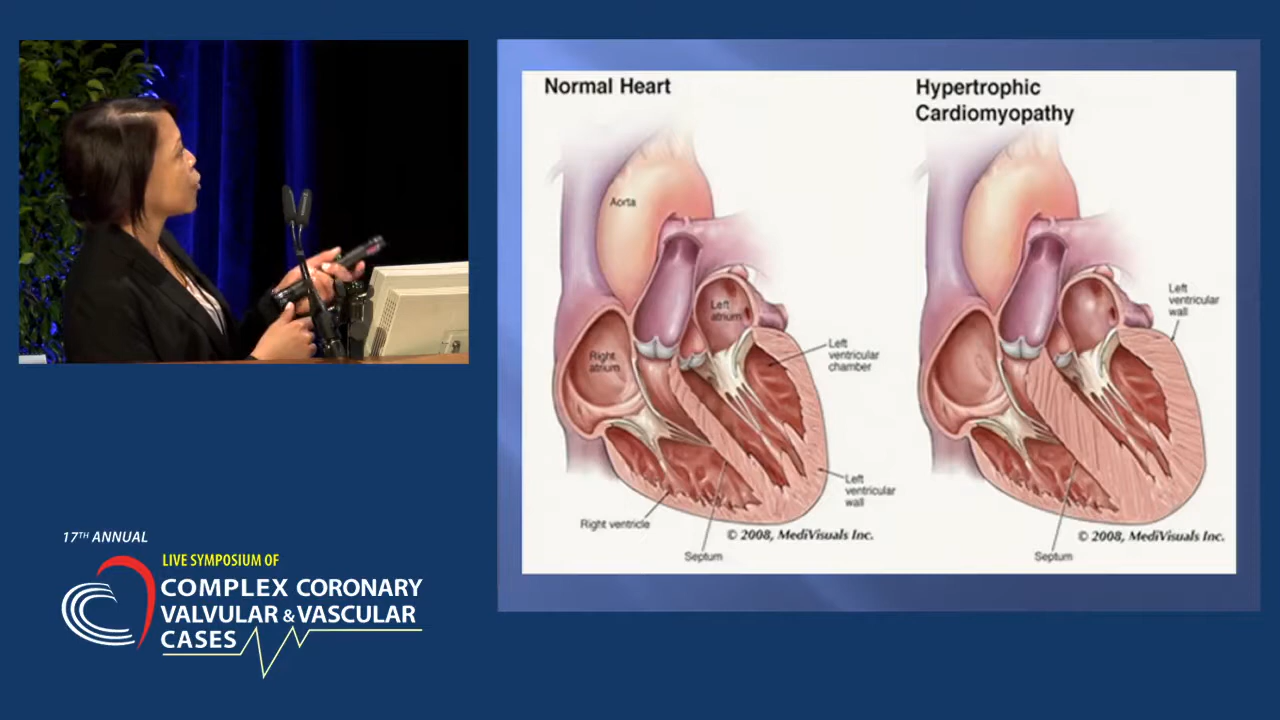 Normal Heart
Aorta
Left
atrium
Right
atrium
Left
ventricular
chamber
Left
ventricular
wall
Right ventricle
Septum
© 2008, MediVisuals Inc.
Hypertrophic
Cardiomyopathy
Left
ventricular
wall
Septum
© 2008, MediVisuals Inc.
17TH ANNUAL
LIVE SYMPOSIUM OF
COMPLEX CORONARY
VALVULAR & VASCULAR
CASES